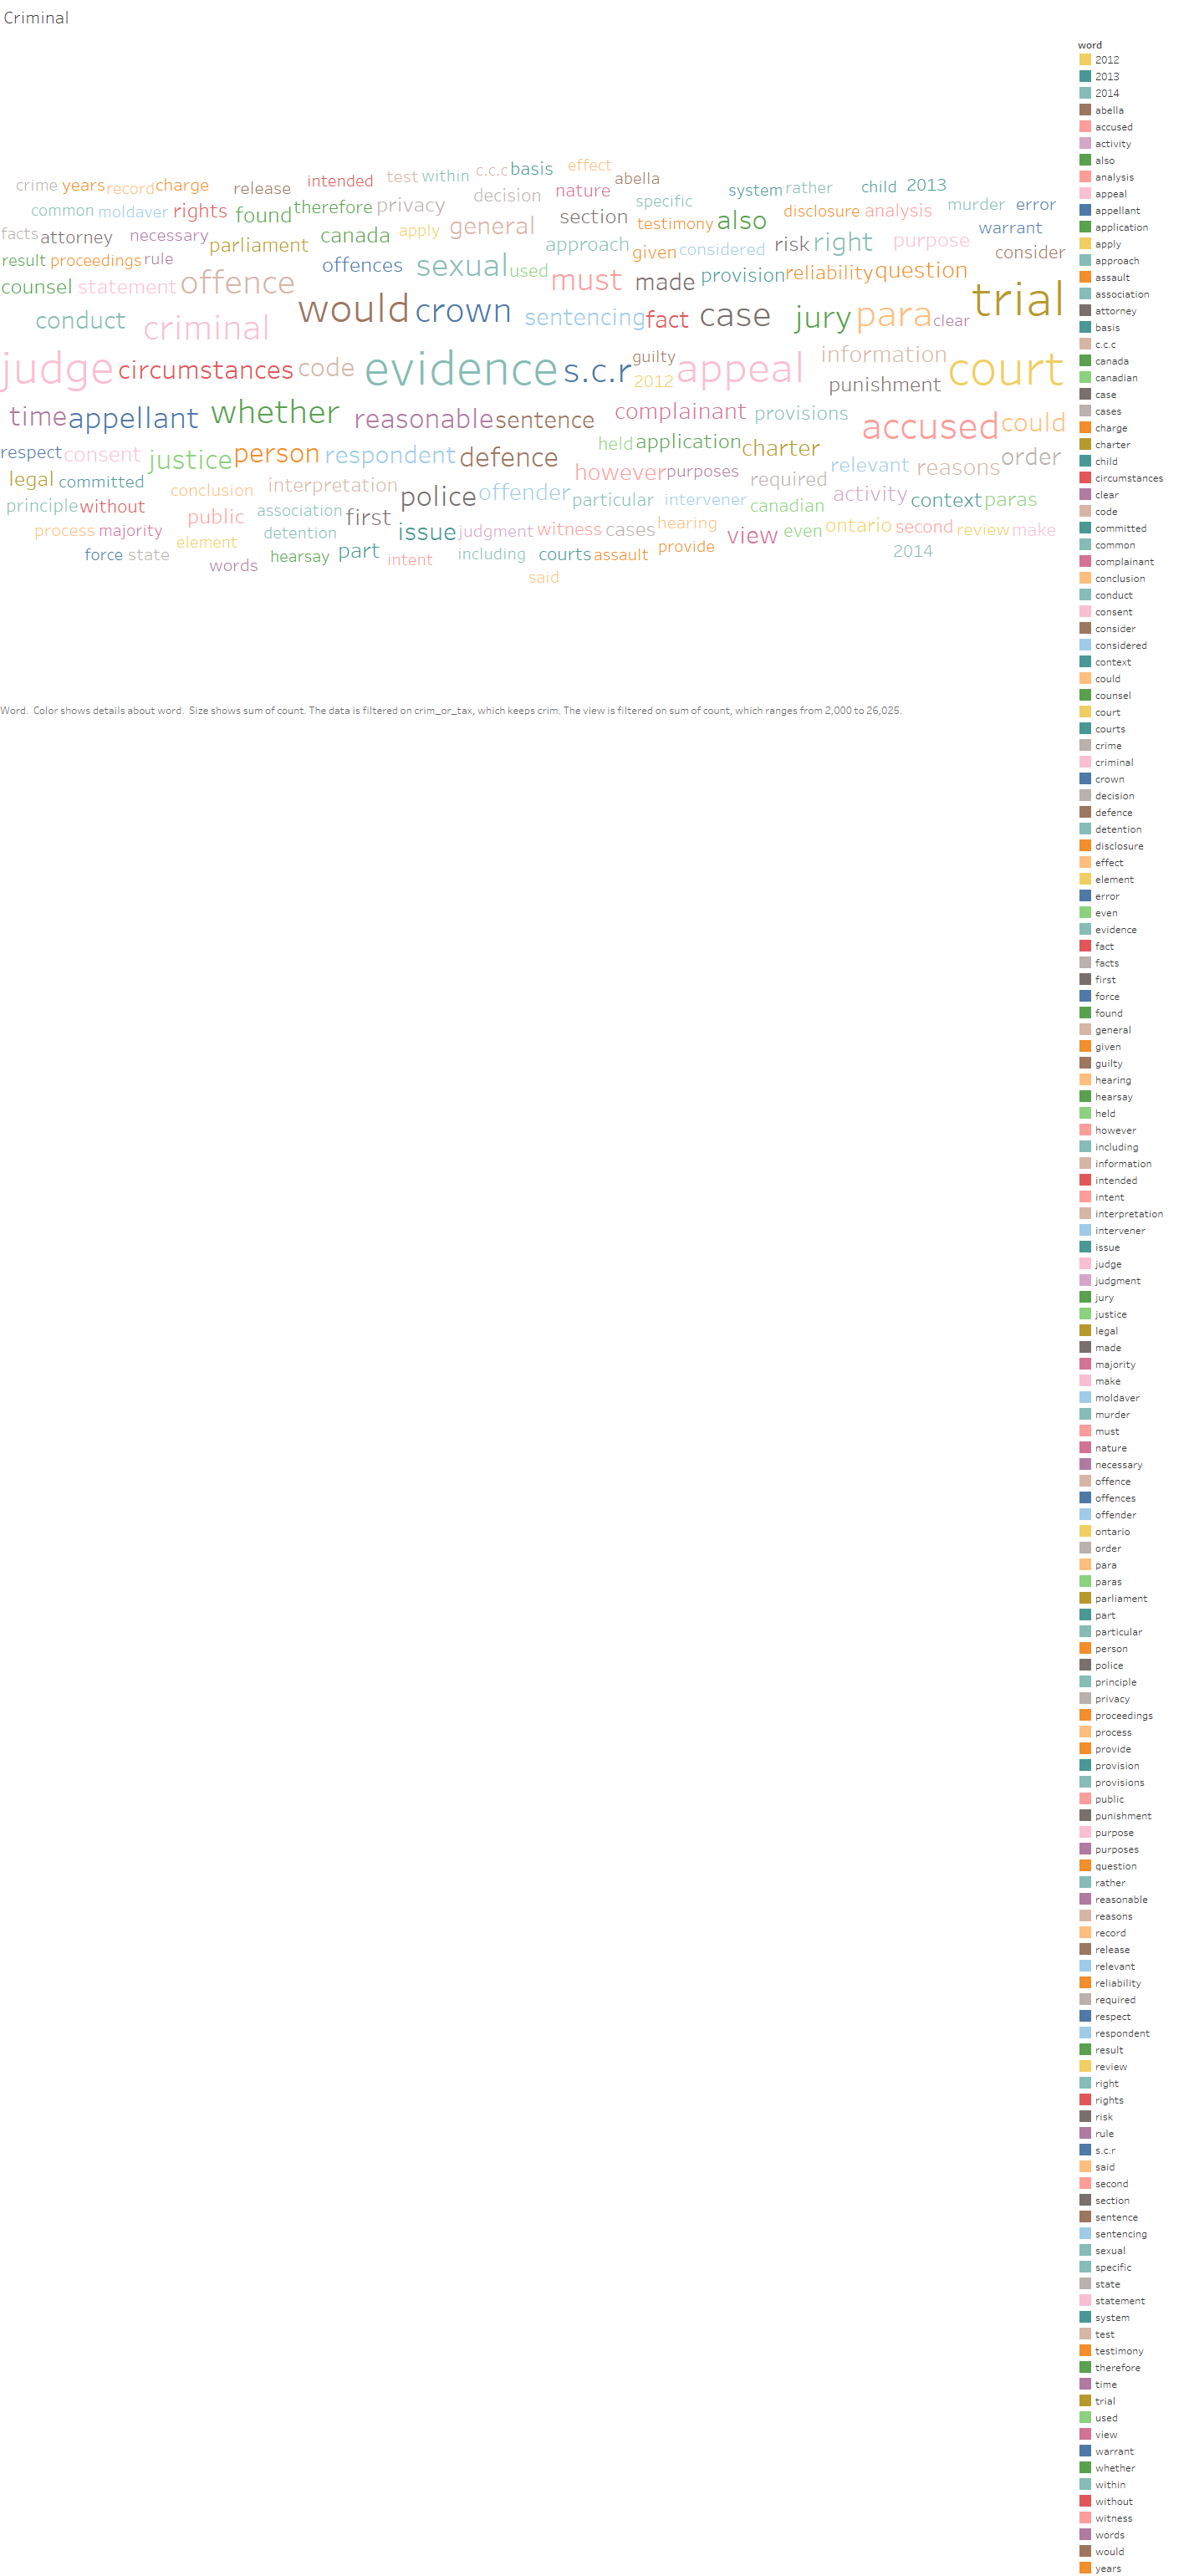 Criminal
effect
test within c.c.c basis
crime years record charge release intended abella
decision nature system rather child 2013
common moldaver rights found therefore privacy specific disclosure analysis murder error
section testimony also
facts attorney necessary parliament canada apply general warrant
approach given considered risk right purpose consider
result proceedings rule offences sexual used
must made provision reliability question
counsel statement offence
would crown trial
conduct criminal sentencing fact case jury para clear
judge circumstances code evidence s.c.r guilty information court
2012 appeal punishment
time appellant whether reasonable sentence complainant provisions accused could
respect consent justice person respondent defence held application charter order
legal committed interpretation however purposes required relevant reasons
conclusion police offender
principle without association particular intervener canadian activity context paras
public first
process majority element detention issue judgment witness cases hearing view even ontario second review make
force state hearsay part intent including courts assault provide 2014
words
said
Word.  Color shows details about word.  Size shows sum of count. The data is filtered on crim_or_tax, which keeps crim. The view is filtered on sum of count, which ranges from 2,000 to 26,025.
word
2012
2013
2014
abella
accused
activity
also
analysis
appeal
appellant
application
apply
approach
assault
association
attorney
basis
c.c.c
canada
canadian
case
cases
charge
charter
child
circumstances
clear
code
committed
common
complainant
conclusion
conduct
consent
consider
considered
context
could
counsel
court
courts
crime
criminal
crown
decision
defence
detention
disclosure
effect
element
error
even
evidence
fact
facts
first
force
found
general
given
guilty
hearing
hearsay
held
however
including
information
intended
intent
interpretation
intervener
issue
judge
judgment
jury
justice
legal
made
majority
make
moldaver
murder
must
nature
necessary
offence
offences
offender
ontario
order
para
paras
parliament
part
particular
person
police
principle
privacy
proceedings
process
provide
provision
provisions
public
punishment
purpose
purposes
question
rather
reasonable
reasons
record
release
relevant
reliability
required
respect
respondent
result
review
right
rights
risk
rule
s.c.r
said
second
section
sentence
sentencing
sexual
specific
state
statement
system
test
testimony
therefore
time
trial
used
view
warrant
whether
within
without
witness
words
would
years